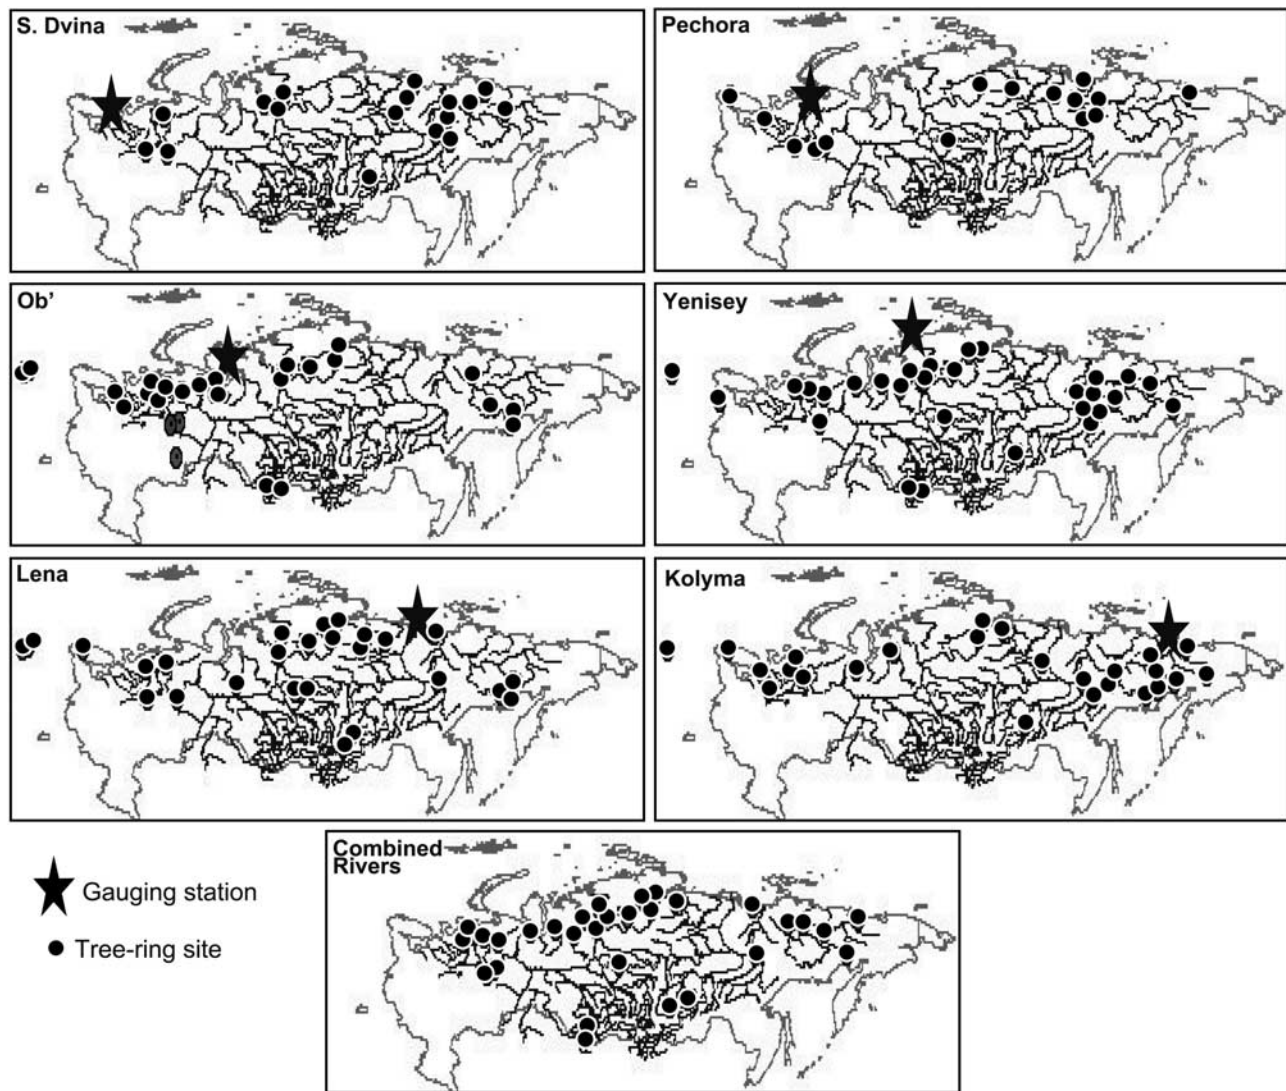 S. Dvina
Pechora
Ob’
Yenisey
Lena
Kolyma
Combined
Rivers
Gauging station
Tree-ring site